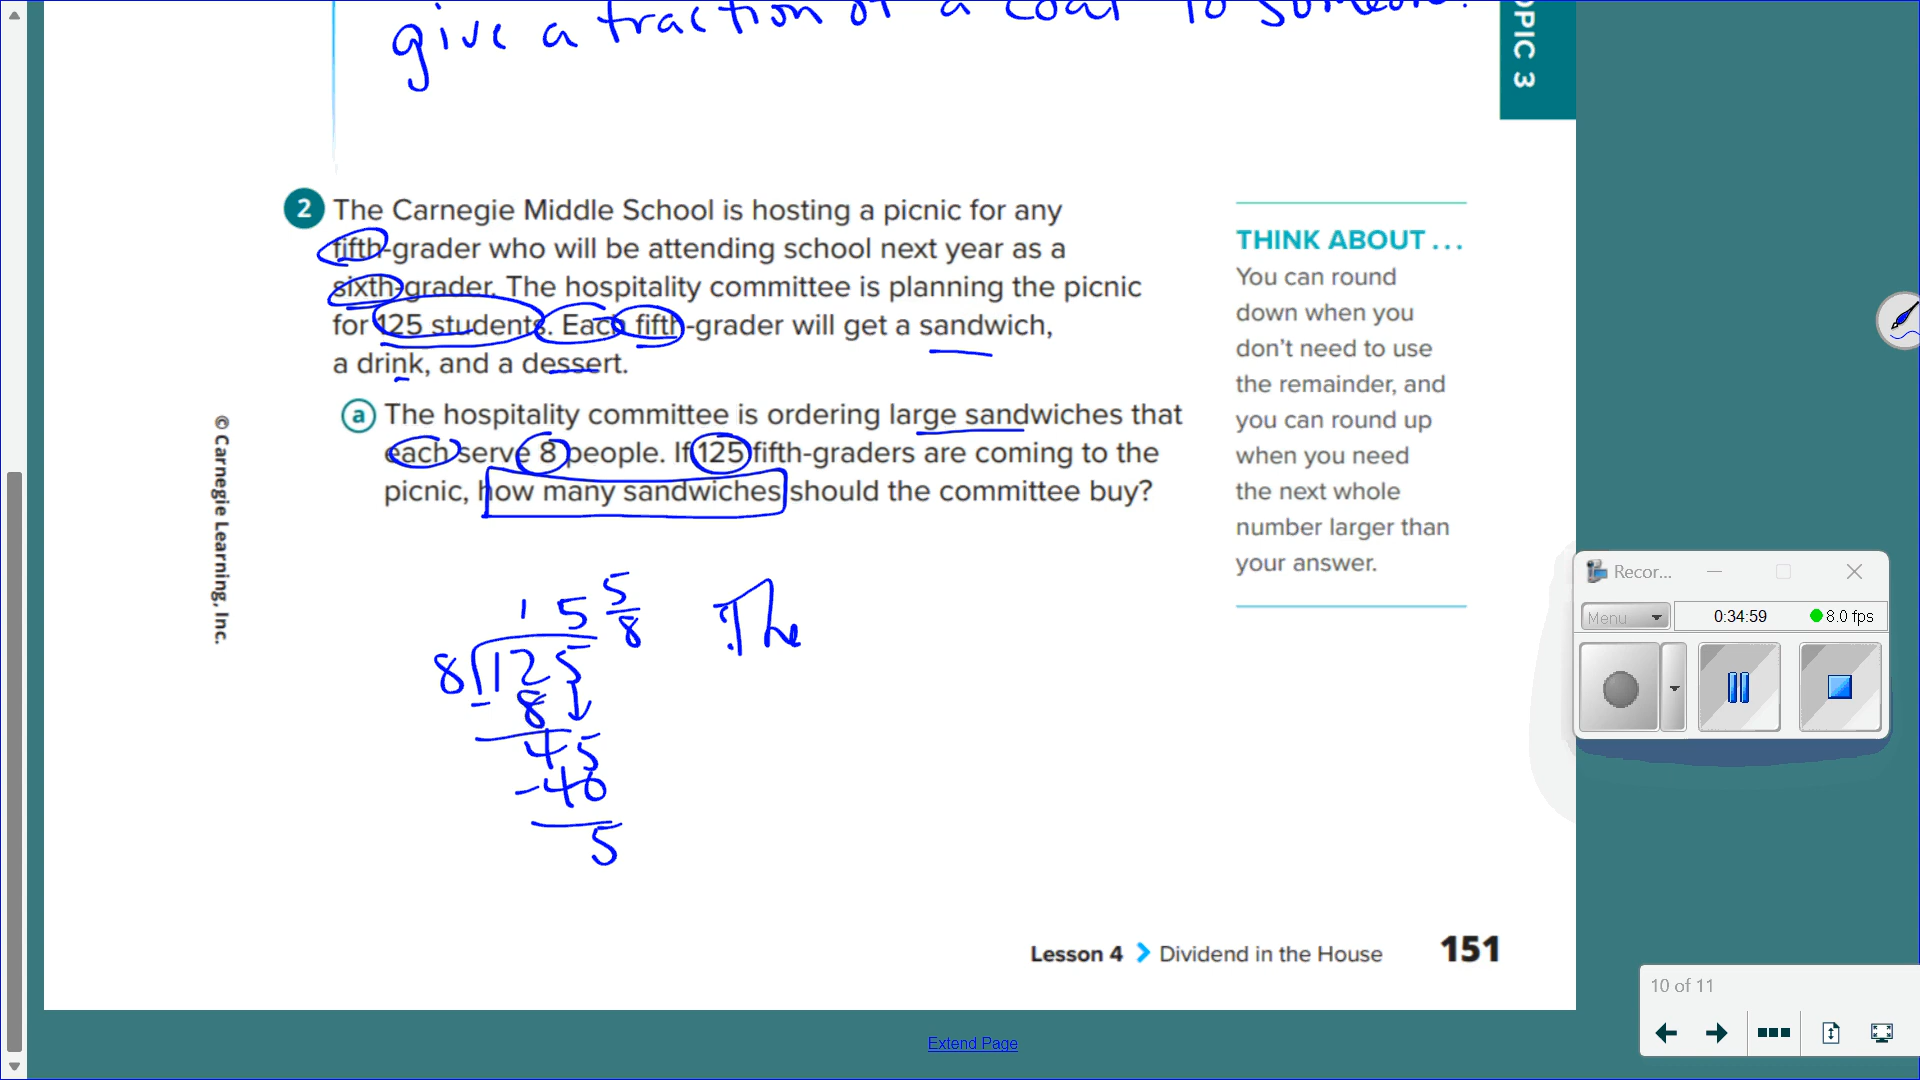 give a fraction of a coat to someone.
OPIC 3
2 The Carnegie Middle School is hosting a picnic for any
fifth-grader who will be attending school next year as a
sixth-grader. The hospitality committee is planning the picnic
for 125 students. Each fifth-grader will get a sandwich,
a drink, and a dessert.
a The hospitality committee is ordering large sandwiches that
each serve 8 people. If 125 fifth-graders are coming to the
picnic, how many sandwiches should the committee buy?
THINK ABOUT ...
You can round
down when you
don't need to use
the remainder, and
you can round up
when you need
the next whole
number larger than
your answer.
© Carnegie Learning, Inc.
15 5/8
8 125
- 8
45
-40
5
The
Lesson 4 > Dividend in the House 151
Extend Page
Recor...
Menu 0:34:59 8.0 fps
10 of 11